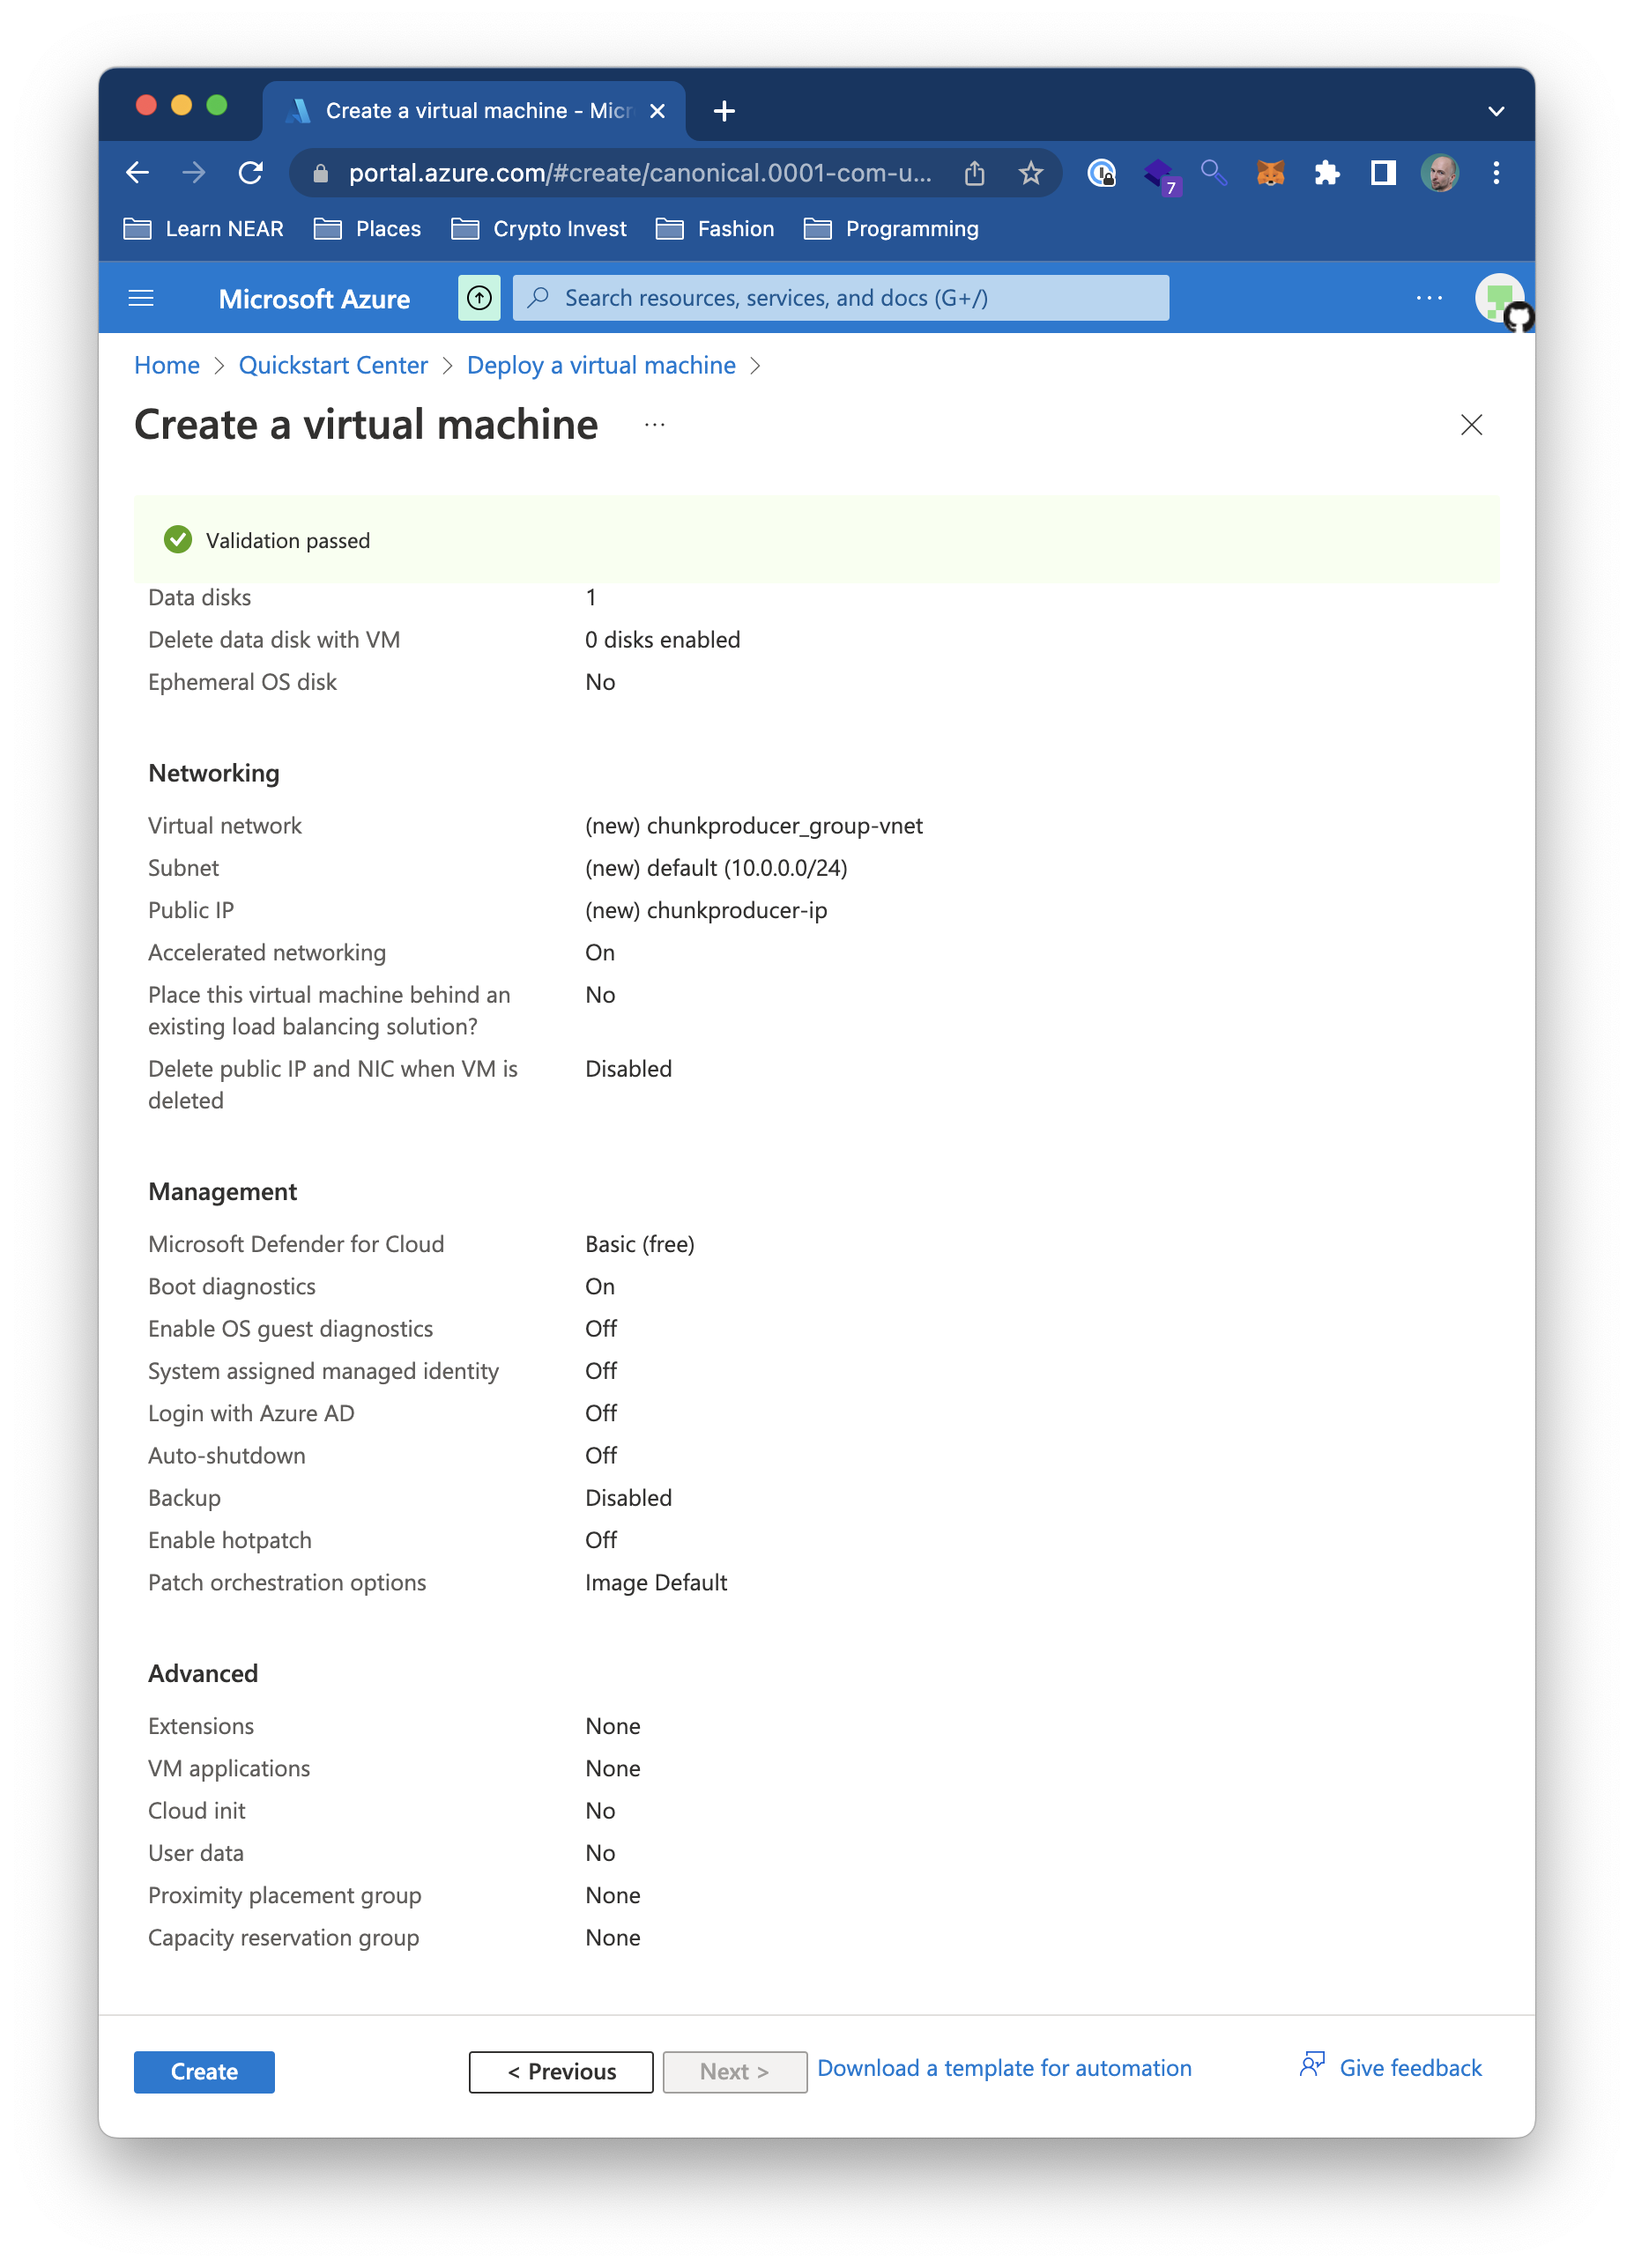 Create a virtual machine - Micr
portal.azure.com/#create/canonical.0001-com-u...
7
Learn NEAR
Places
Crypto Invest
Fashion
Programming
Microsoft Azure
Search resources, services, and docs (G+/)
Home > Quickstart Center > Deploy a virtual machine >
Create a virtual machine ...
Validation passed
Data disks 1
Delete data disk with VM 0 disks enabled
Ephemeral OS disk No
Networking
Virtual network (new) chunkproducer_group-vnet
Subnet (new) default (10.0.0.0/24)
Public IP (new) chunkproducer-ip
Accelerated networking On
Place this virtual machine behind an No
existing load balancing solution?
Delete public IP and NIC when VM is Disabled
deleted
Management
Microsoft Defender for Cloud Basic (free)
Boot diagnostics On
Enable OS guest diagnostics Off
System assigned managed identity Off
Login with Azure AD Off
Auto-shutdown Off
Backup Disabled
Enable hotpatch Off
Patch orchestration options Image Default
Advanced
Extensions None
VM applications None
Cloud init No
User data No
Proximity placement group None
Capacity reservation group None
Create
< Previous
Next >
Download a template for automation
Give feedback